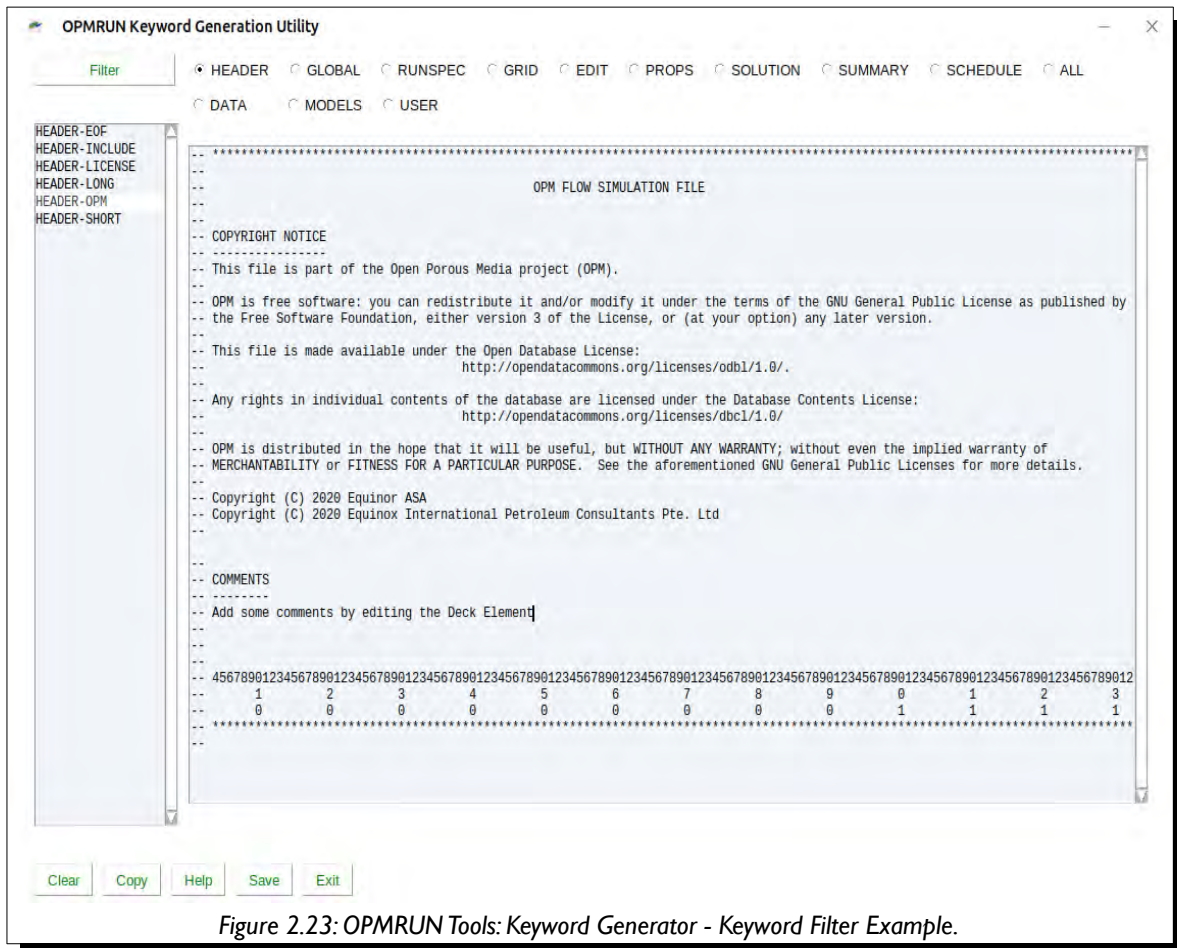 OPMRUN Keyword Generation Utility
Filter
HEADER GLOBAL RUNSPEC GRID EDIT PROPS SOLUTION SUMMARY SCHEDULE ALL
DATA MODELS USER
HEADER-EOF
HEADER-INCLUDE
HEADER-LICENSE
HEADER-LONG
HEADER-OPM
HEADER-SHORT
-- **********************************************************************************************************************************
--
-- OPM FLOW SIMULATION FILE
--
--
-- COPYRIGHT NOTICE
-- ----------------
-- This file is part of the Open Porous Media project (OPM).
--
-- OPM is free software: you can redistribute it and/or modify it under the terms of the GNU General Public License as published by
-- the Free Software Foundation, either version 3 of the License, or (at your option) any later version.
--
-- This file is made available under the Open Database License:
-- http://opendatacommons.org/licenses/odbl/1.0/.
--
-- Any rights in individual contents of the database are licensed under the Database Contents License:
-- http://opendatacommons.org/licenses/dbcl/1.0/
--
-- OPM is distributed in the hope that it will be useful, but WITHOUT ANY WARRANTY; without even the implied warranty of
-- MERCHANTABILITY or FITNESS FOR A PARTICULAR PURPOSE.  See the aforementioned GNU General Public Licenses for more details.
--
-- Copyright (C) 2020 Equinor ASA
-- Copyright (C) 2020 Equinox International Petroleum Consultants Pte. Ltd
--
--
-- COMMENTS
-- --------
-- Add some comments by editing the Deck Element
--
--
--
-- 456789012345678901234567890123456789012345678901234567890123456789012345678901234567890123456789012345678901234567890123456789012
-- 1 2 3 4 5 6 7 8 9 0 1 2 3
-- 0 0 0 0 0 0 0 0 0 1 1 1 1
-- **********************************************************************************************************************************
--
Clear Copy Help Save Exit
Figure 2.23: OPMRUN Tools: Keyword Generator - Keyword Filter Example.